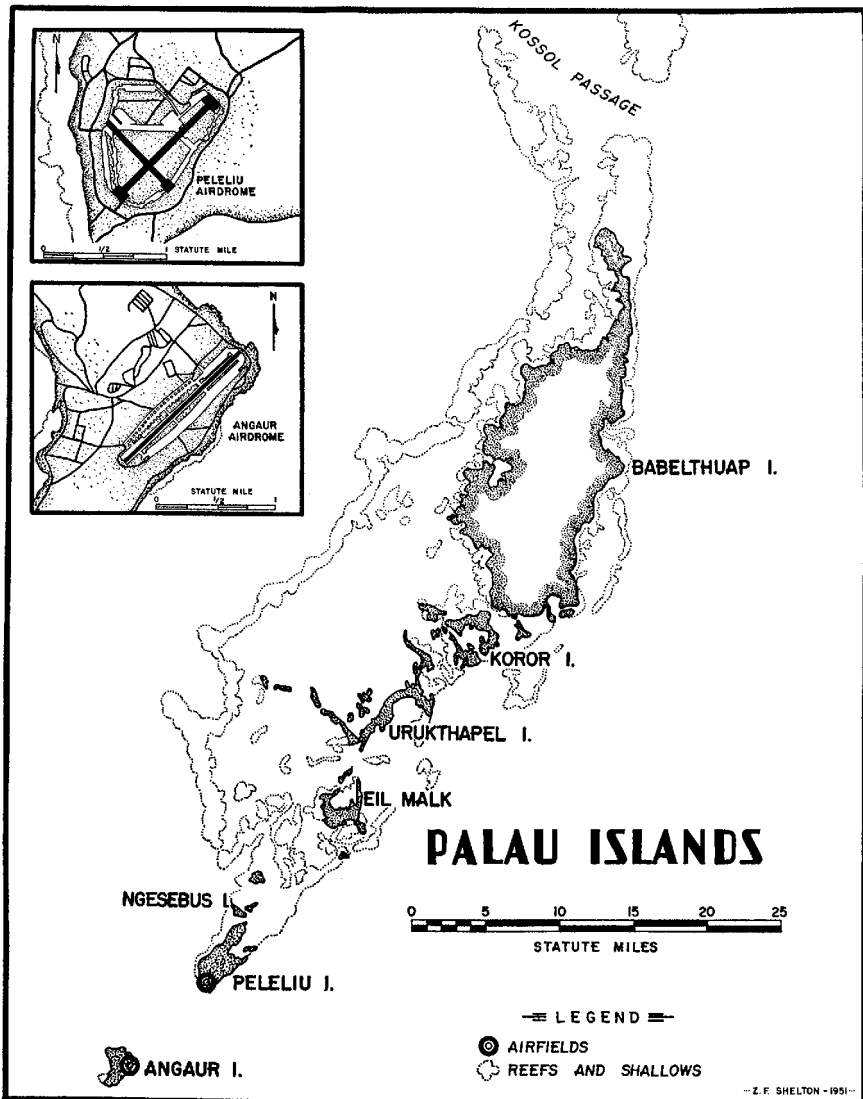 KOSSOL PASSAGE
N
PELELIU
AIRDROME
0 1/2 1
STATUTE MILE
N
ANGAUR
AIRDROME
STATUTE MILE
0 1/2 1
BABELTHUAP I.
KOROR I.
URUKTHAPEL I.
EIL MALK
PALAU ISLANDS
NGESEBUS I.
0 5 10 15 20 25
STATUTE MILES
PELELIU I.
LEGEND
AIRFIELDS
REEFS AND SHALLOWS
ANGAUR I.
--Z.F. SHELTON-1951--